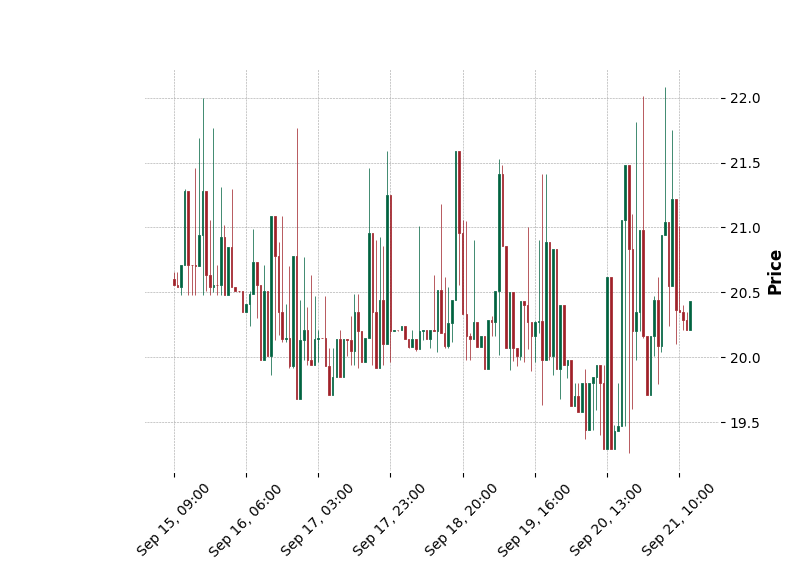 22.0
21.5
21.0
20.5
20.0
19.5
Price
Sep 15, 09:00
Sep 16, 06:00
Sep 17, 03:00
Sep 17, 23:00
Sep 18, 20:00
Sep 19, 16:00
Sep 20, 13:00
Sep 21, 10:00